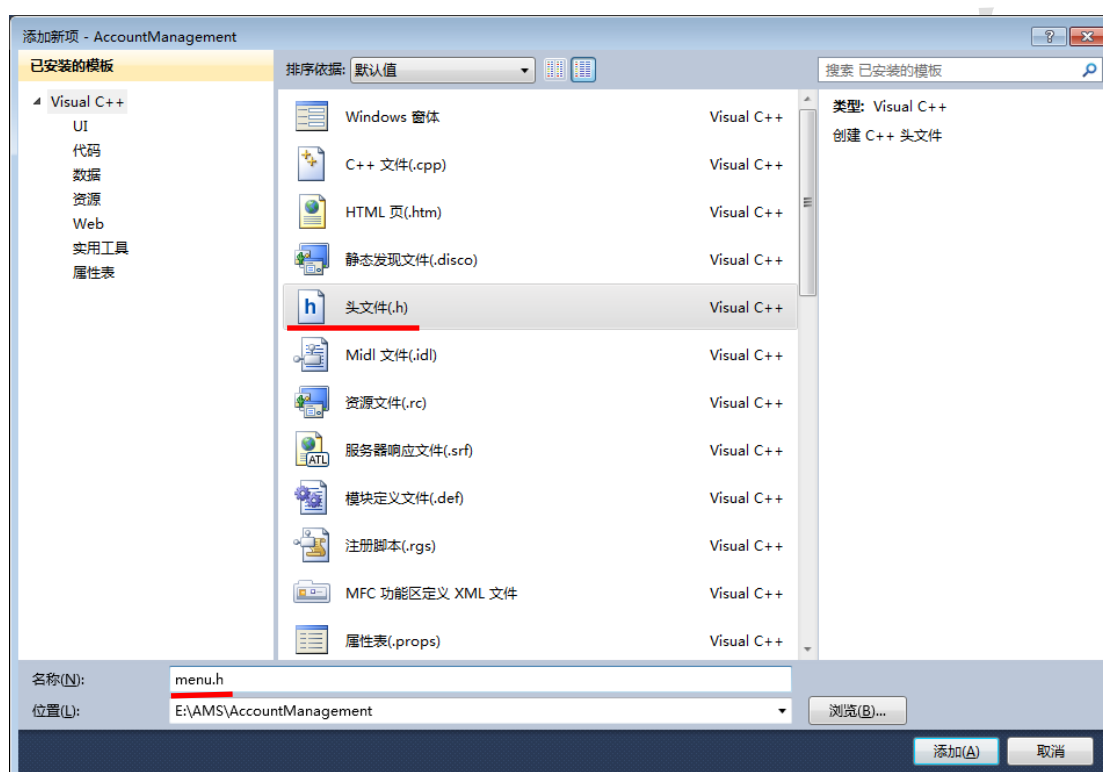 添加新项 - AccountManagement
已安装的模板
排序依据: 默认值
搜索 已安装的模板
Visual C++
UI
代码
数据
资源
Web
实用工具
属性表
Windows 窗体 Visual C++
C++ 文件(.cpp) Visual C++
HTML 页(.htm) Visual C++
静态发现文件(.disco) Visual C++
h 头文件(.h) Visual C++
Midl 文件(.idl) Visual C++
资源文件(.rc) Visual C++
ATL 服务器响应文件(.srf) Visual C++
模块定义文件(.def) Visual C++
注册脚本(.rgs) Visual C++
MFC 功能区定义 XML 文件 Visual C++
属性表(.props) Visual C++
类型: Visual C++
创建 C++ 头文件
名称(N): menu.h
位置(L): E:\AMS\AccountManagement
浏览(B)...
添加(A) 取消